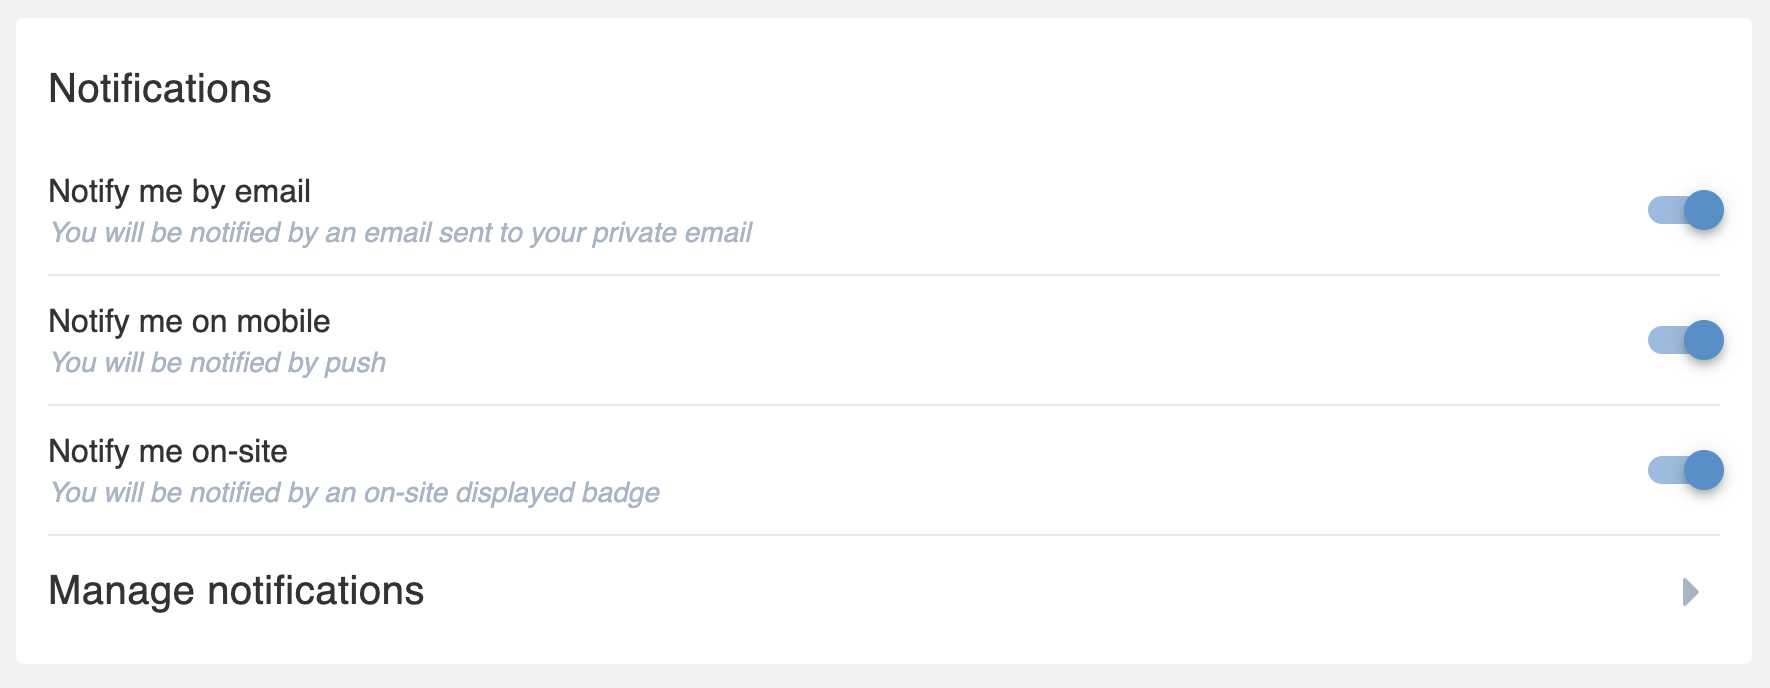 Notifications
Notify me by email
You will be notified by an email sent to your private email
Notify me on mobile
You will be notified by push
Notify me on-site
You will be notified by an on-site displayed badge
Manage notifications